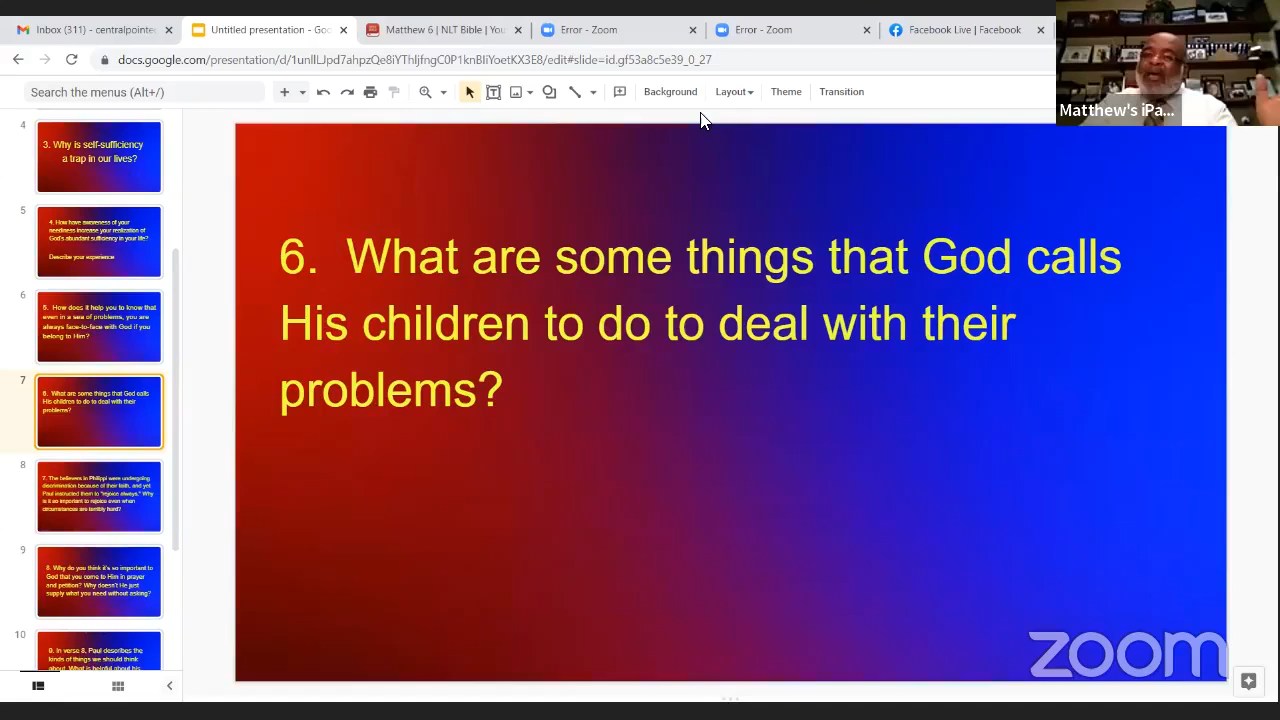 Inbox (311) - centralpointe
Untitled presentation - Goo
Matthew 6 | NLT Bible | You
Error - Zoom
Error - Zoom
Facebook Live | Facebook
Search the menus (Alt+/)
Background
Layout
Theme
Transition
Matthew's iPa...
4
3. Why is self-sufficiency
a trap in our lives?
5
4. How have awareness of your
neediness increase your realization of
God's abundant sufficiency in your life?
Describe your experience
6
5. How does it help you to know that
even in a sea of problems, you are
always face-to-face with God if you
belong to Him?
7
6. What are some things that God calls
His children to do to deal with their
problems?
8
7. The believers in Philippi were undergoing
discrimination because of their faith, and yet
Paul instructed them to "rejoice always." Why
is it so important to rejoice even when
circumstances are terribly hard?
9
8. Why do you think it's so important to
God that you come to Him in prayer
and petition? Why doesn't He just
supply what you need without asking?
10
9. In verse 8, Paul describes the
kinds of things we should think
about. What is helpful about his
6. What are some things that God calls
His children to do to deal with their
problems?
zoom